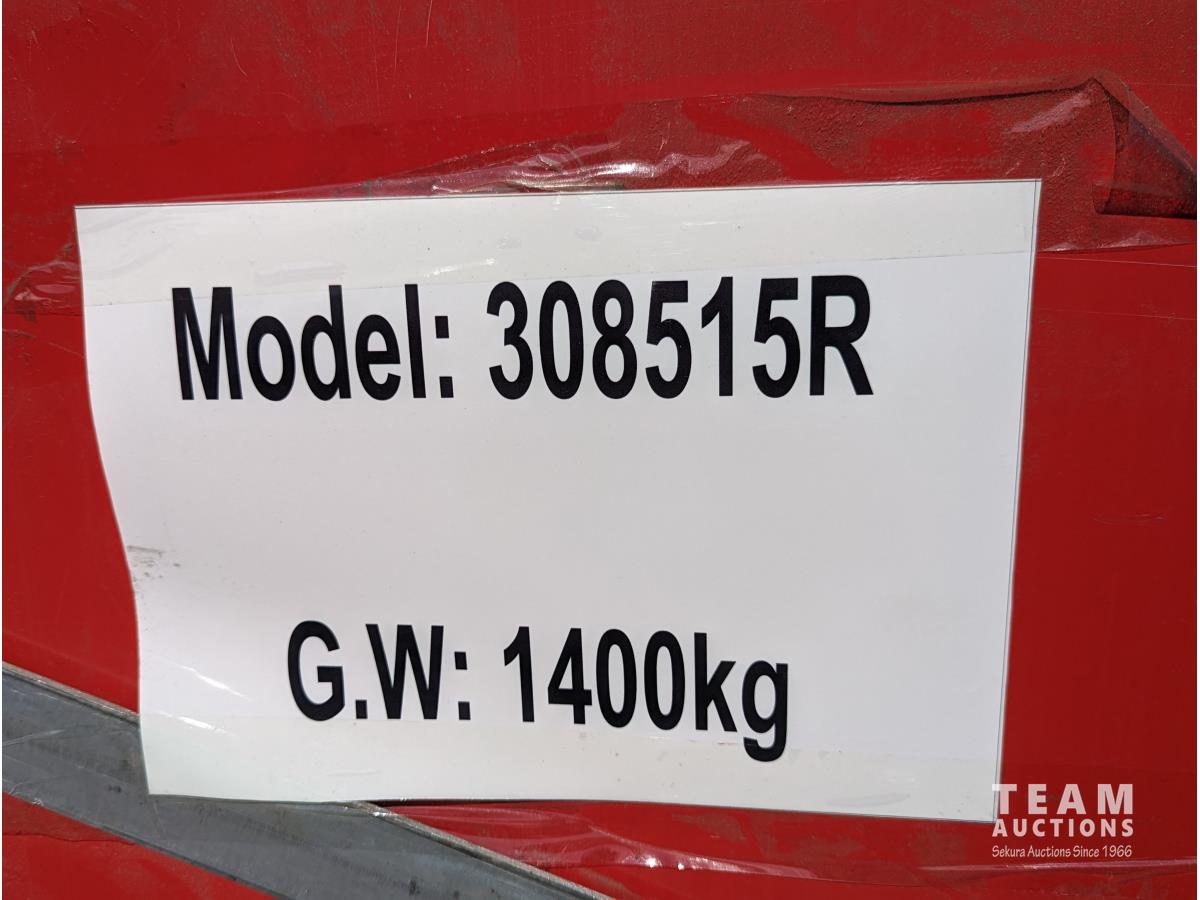 Model: 308515R
G.W: 1400kg
TEAM
AUCTIONS
Sekura Auctions Since 1966